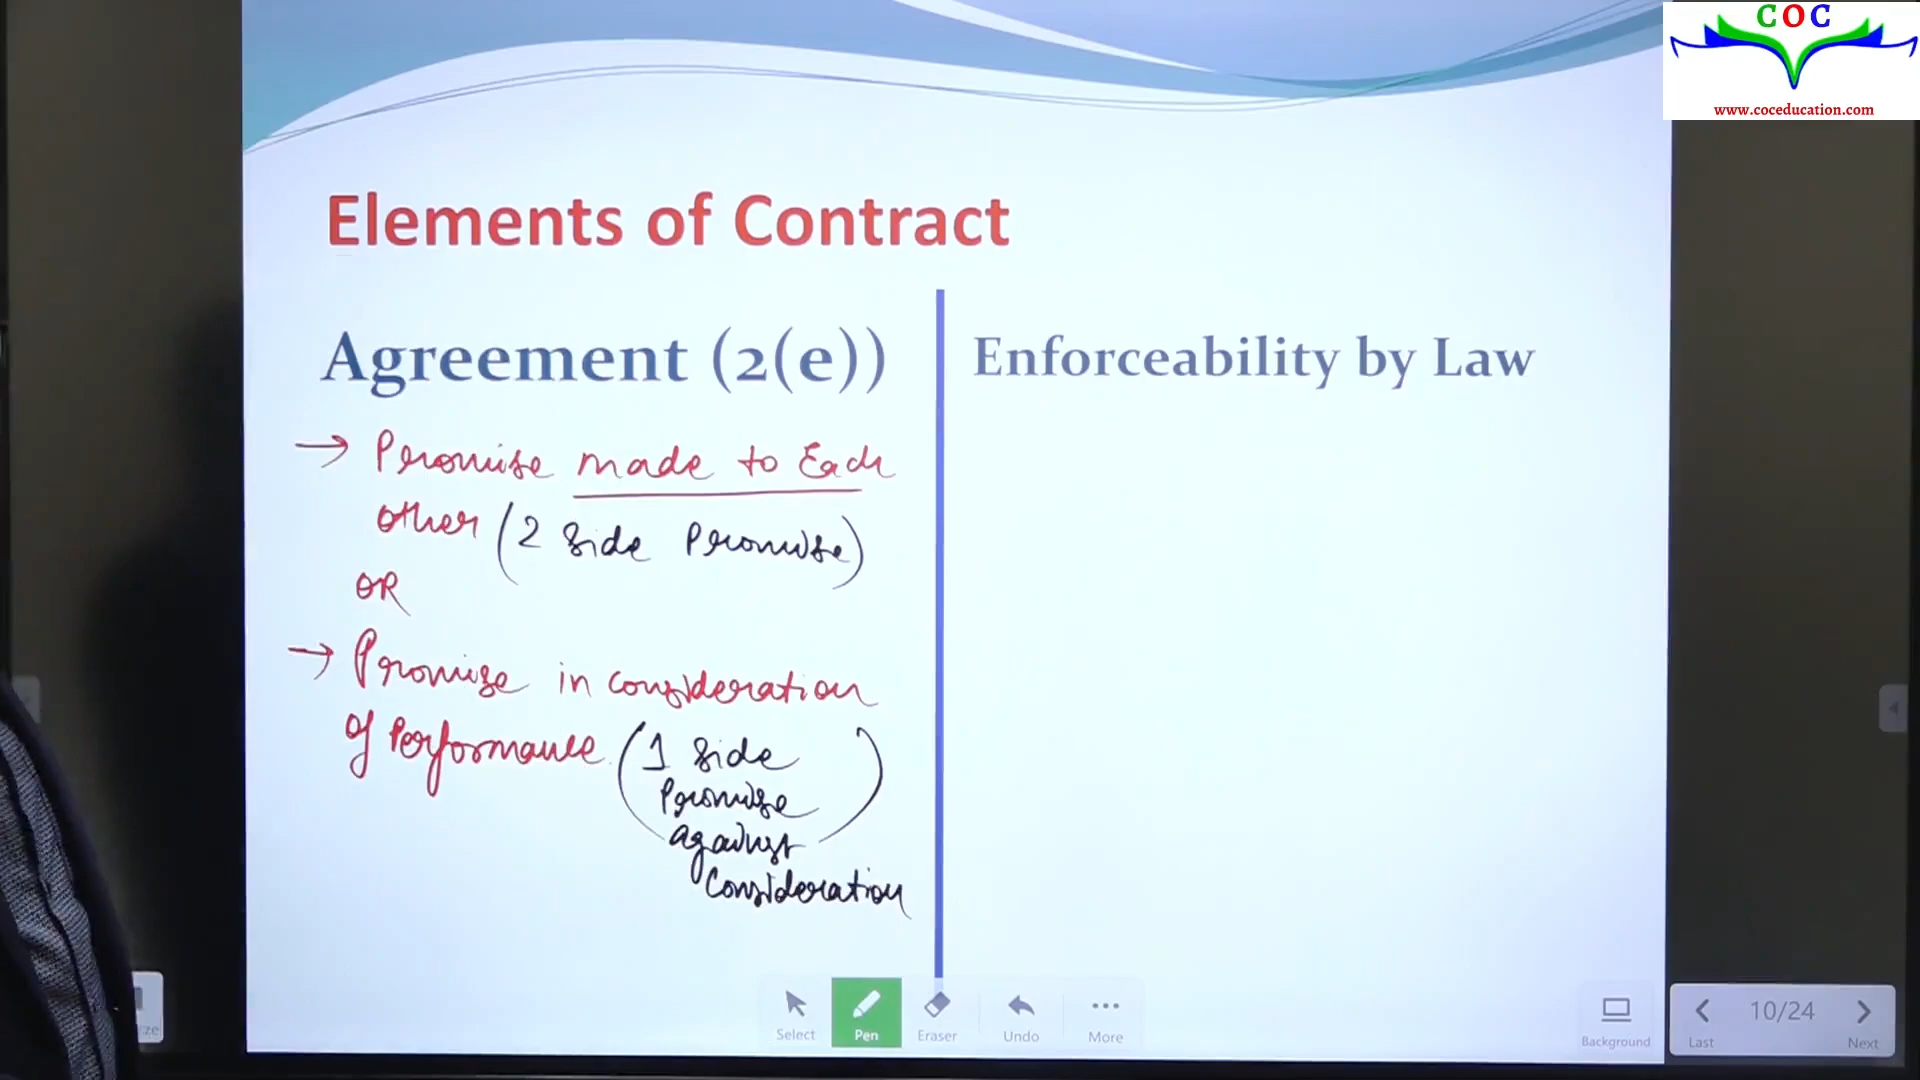 COC
www.coceducation.com
Elements of Contract
Agreement (2(e))
→ Promise made to Each
other (2 Side Promise)
OR
→ Promise in consideration
of Performance (1 Side
Promise
against
Consideration)
Enforceability by Law
Select
Pen
Eraser
Undo
More
Background
10/24
Last
Next